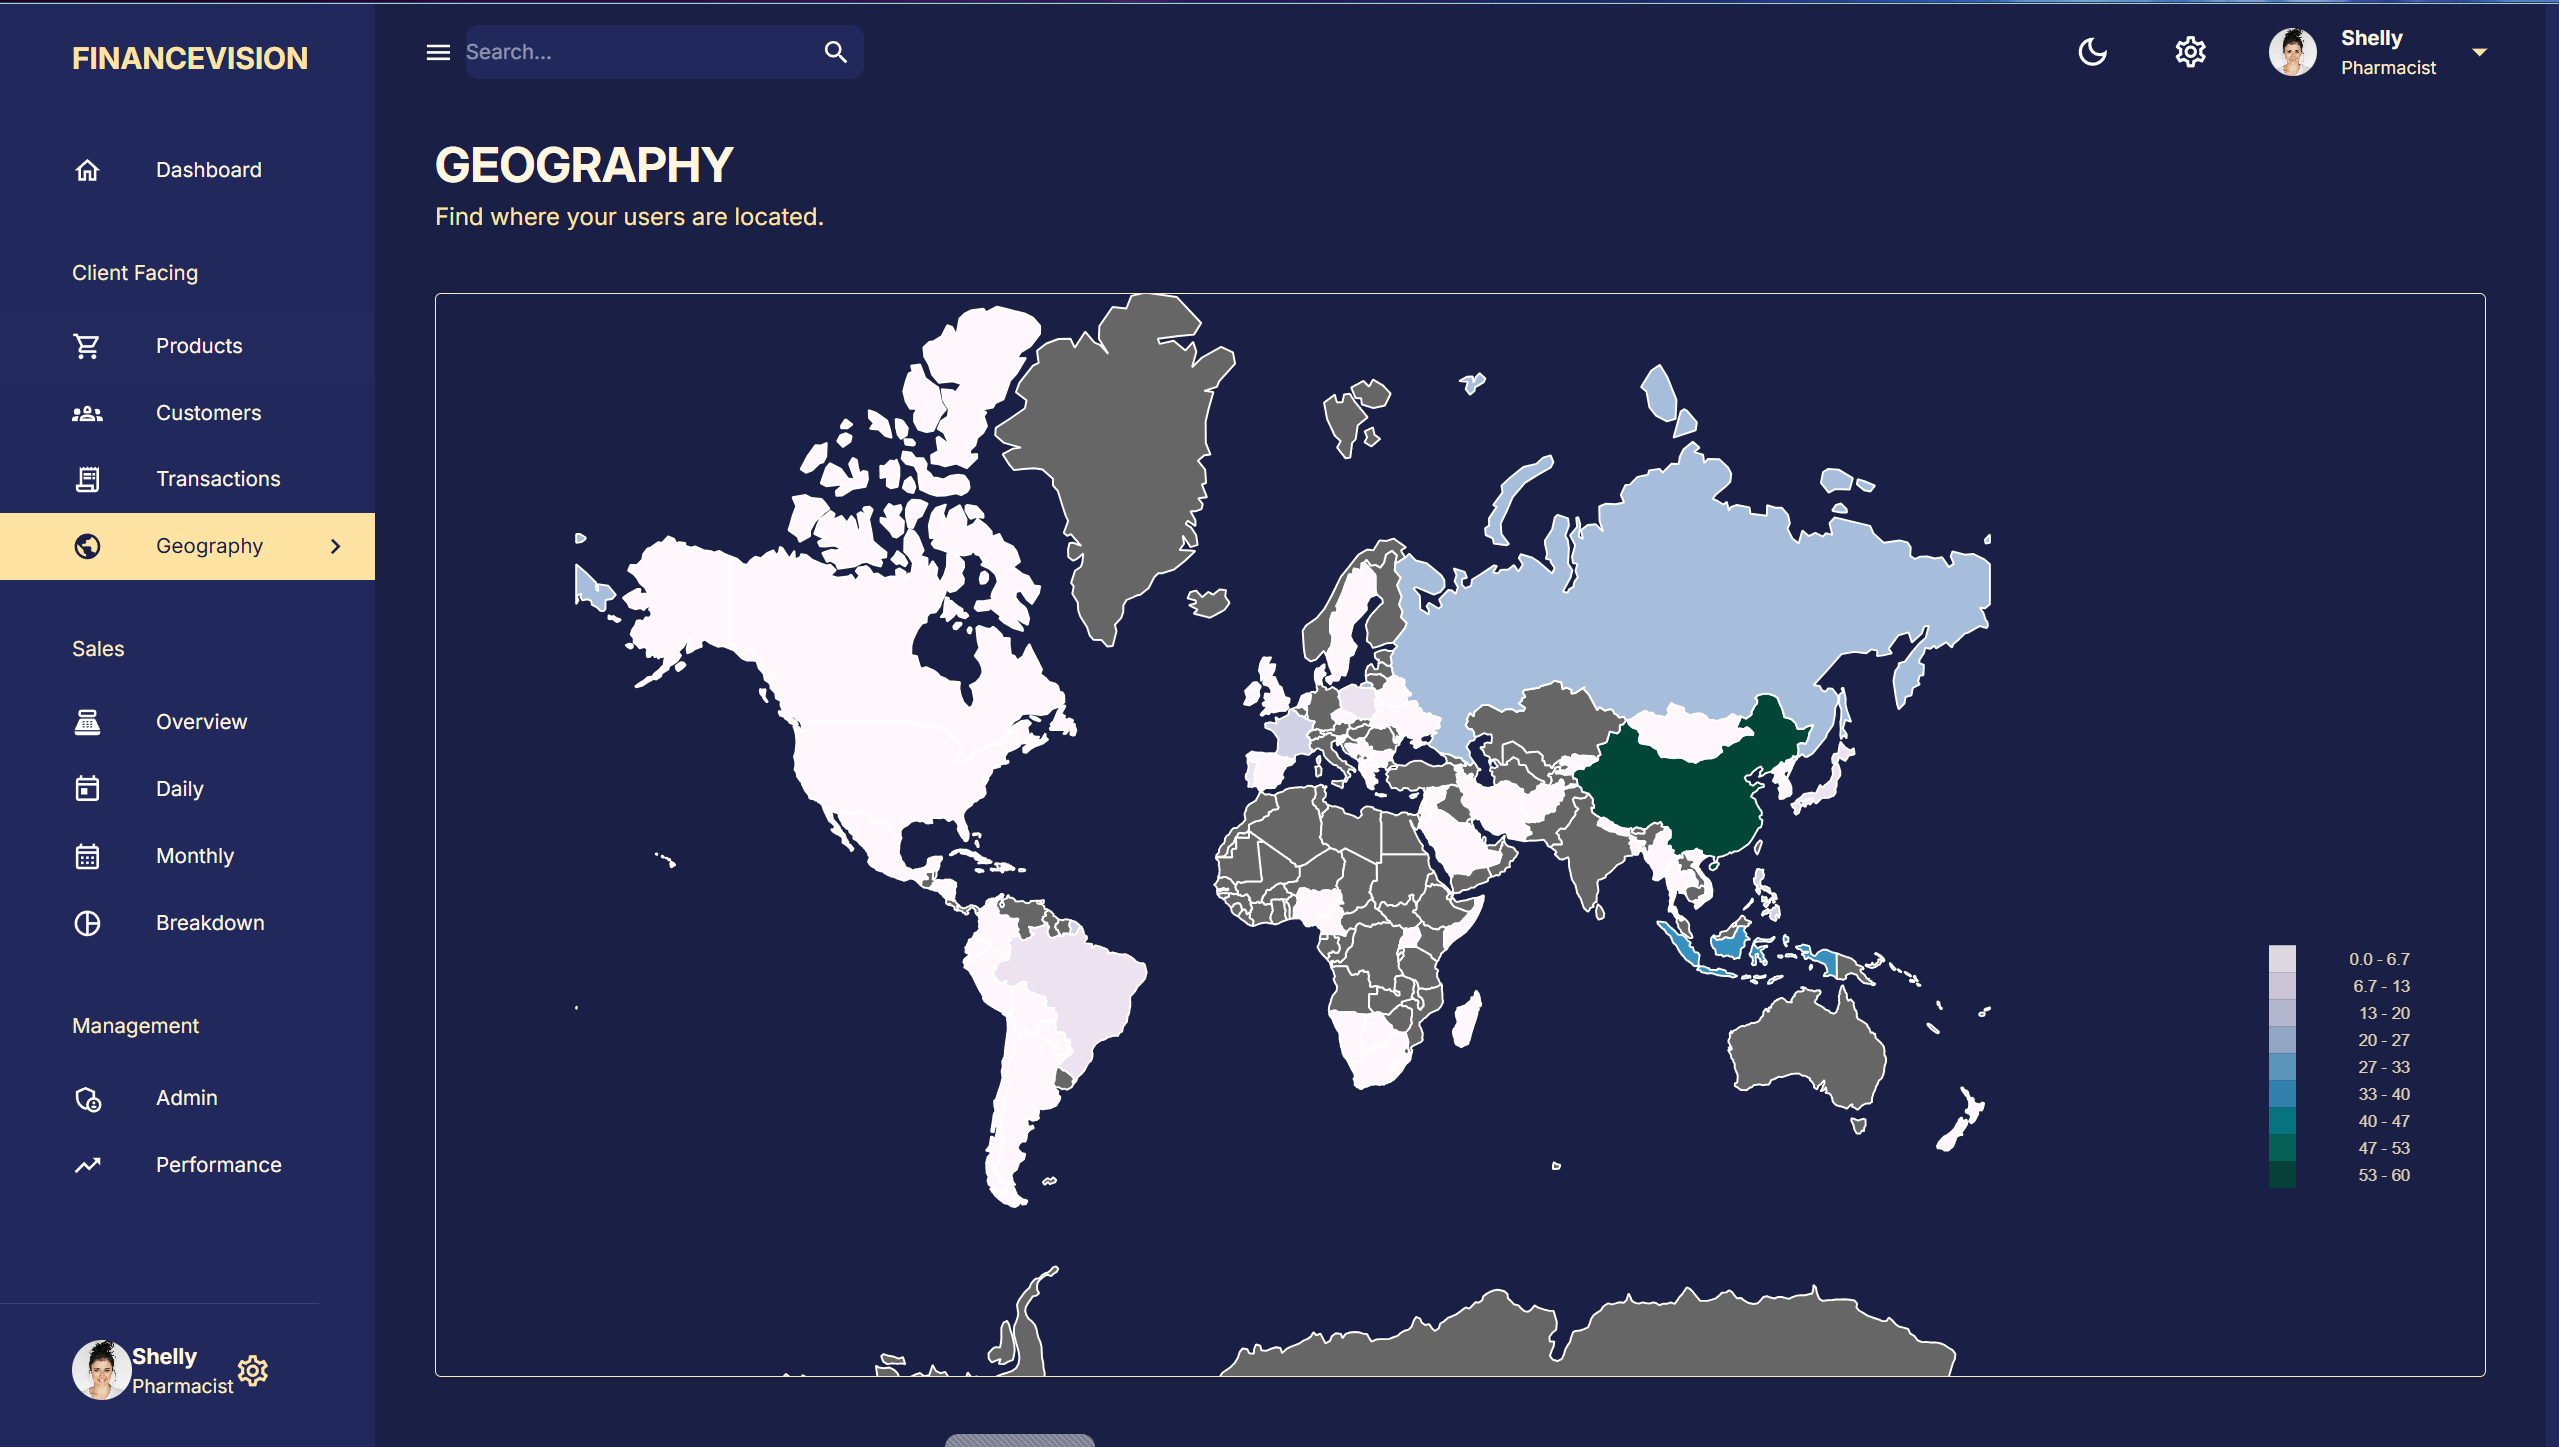 FINANCEVISION
Dashboard
Client Facing
Products
Customers
Transactions
Geography
Sales
Overview
Daily
Monthly
Breakdown
Management
Admin
Performance
Shelly
Pharmacist
Search...
Shelly
Pharmacist
GEOGRAPHY
Find where your users are located.
0.0 - 6.7
6.7 - 13
13 - 20
20 - 27
27 - 33
33 - 40
40 - 47
47 - 53
53 - 60